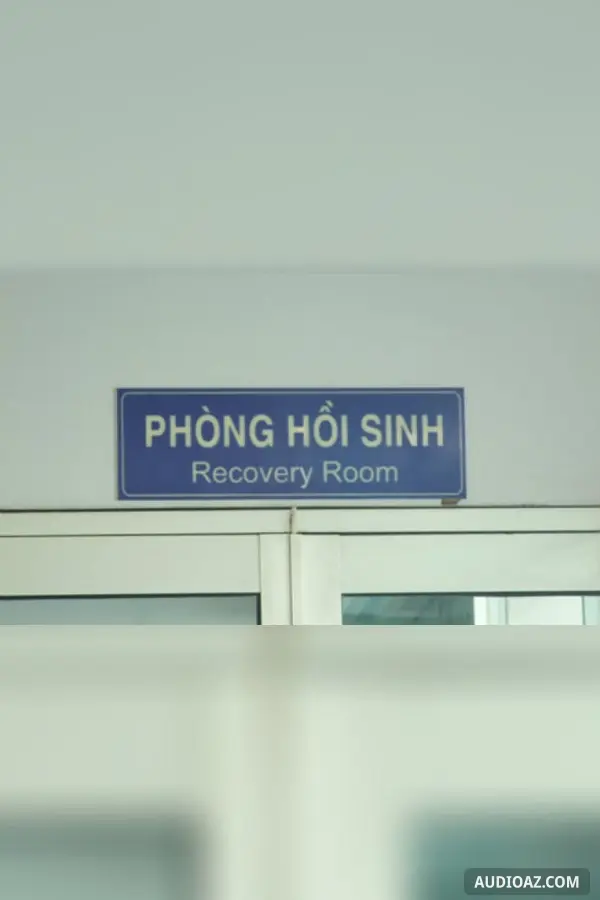 PHÒNG HỒI SINH
Recovery Room
AUDIOAZ.COM